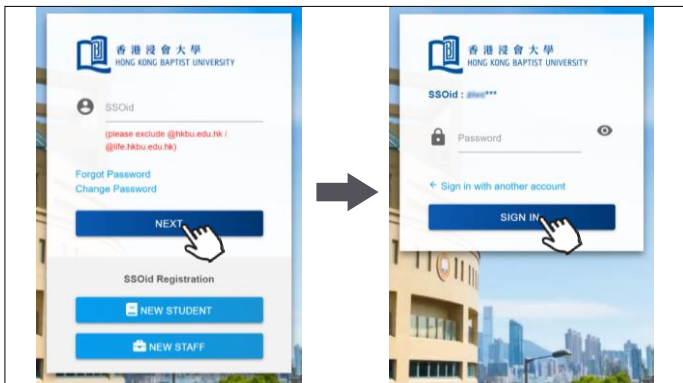 香港浸會大學
HONG KONG BAPTIST UNIVERSITY
SSOid
(please exclude @hkbu.edu.hk /
@life.hkbu.edu.hk)
Forgot Password
Change Password
NEXT
SSOid Registration
NEW STUDENT
NEW STAFF
香港浸會大學
HONG KONG BAPTIST UNIVERSITY
SSOid : ***
Password
← Sign in with another account
SIGN IN